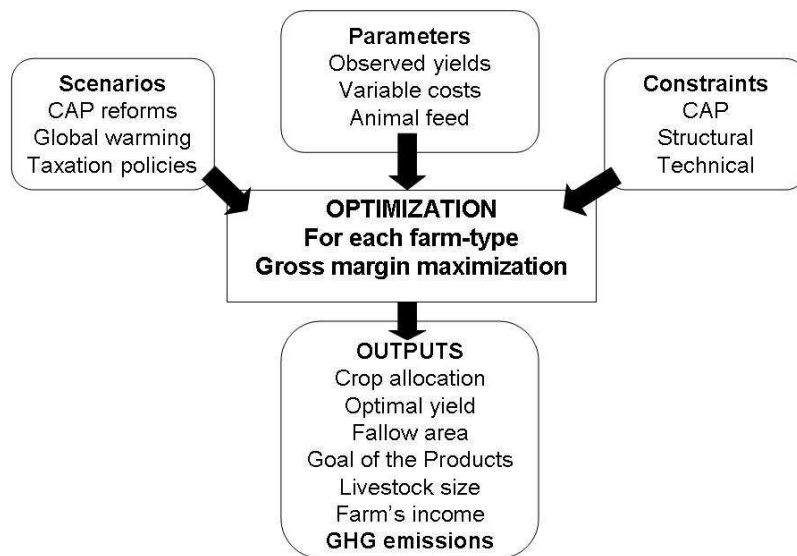 Parameters
Observed yields
Variable costs
Animal feed
Scenarios
CAP reforms
Global warming
Taxation policies
Constraints
CAP
Structural
Technical
OPTIMIZATION
For each farm-type
Gross margin maximization
OUTPUTS
Crop allocation
Optimal yield
Fallow area
Goal of the Products
Livestock size
Farm's income
GHG emissions